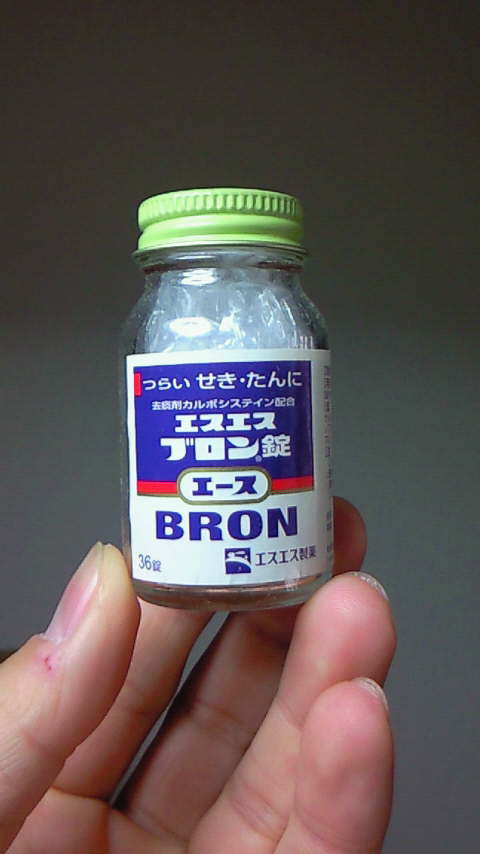 つらい せき・たんに
去痰剤カルボシステイン配合
エスエス
ブロン®錠
エース
BRON
36錠
エスエス製薬